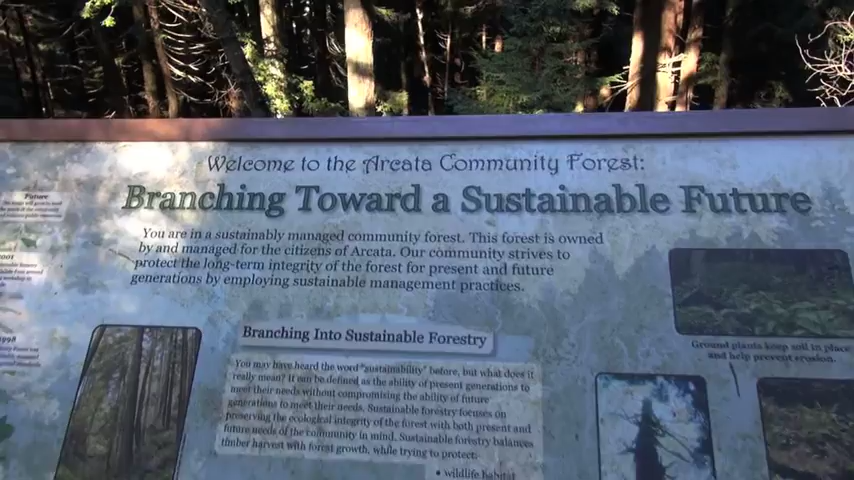 Welcome to the Arcata Community Forest:
Branching Toward a Sustainable Future
You are in a sustainably managed community forest. This forest is owned
by and managed for the citizens of Arcata. Our community strives to
protect the long-term integrity of the forest for present and future
generations by employing sustainable management practices.
Future
2001
1998
Branching Into Sustainable Forestry
You may have heard the word "sustainability" before, but what does it
really mean? It can be defined as the ability of present generations to
meet their needs without compromising the ability of future
generations to meet their needs. Sustainable forestry focuses on
preserving the ecological integrity of the forest with both present and
future needs of the community in mind. Sustainable forestry balances
timber harvest with forest growth, while trying to protect:
• wildlife habitat
Ground plants keep soil in place
and help prevent erosion.